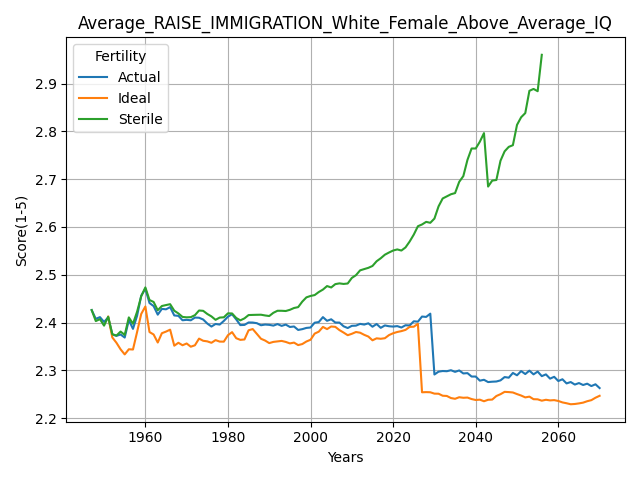 Average_RAISE_IMMIGRATION_White_Female_Above_Average_IQ
Fertility
Actual
Ideal
Sterile
Score(1-5)
2.9
2.8
2.7
2.6
2.5
2.4
2.3
2.2
1960 1980 2000 2020 2040 2060
Years